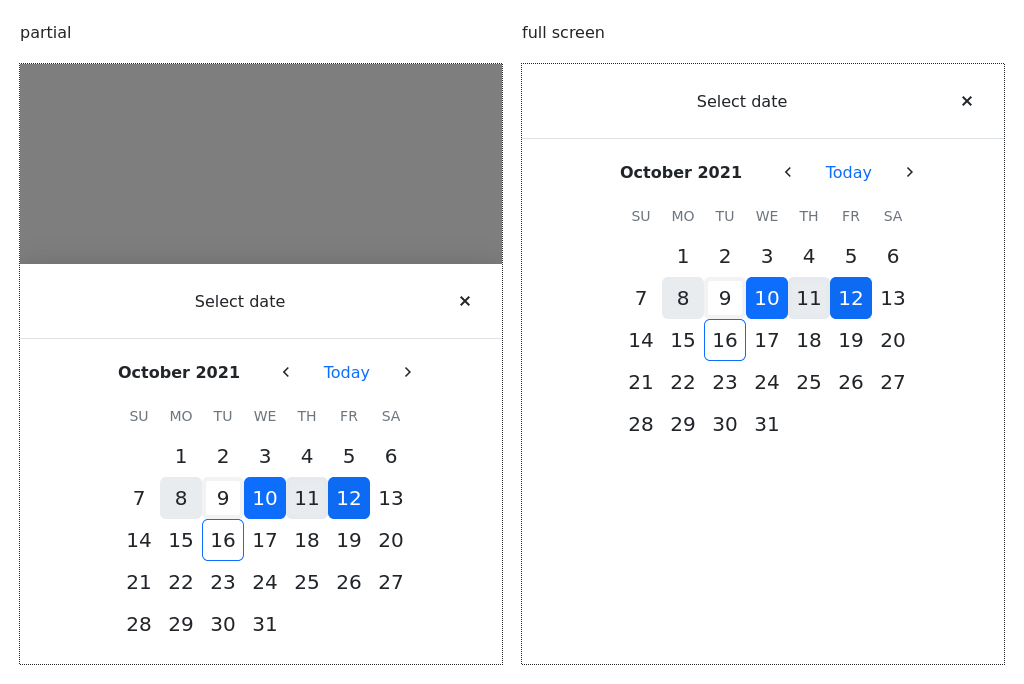 partial
Select date ×
October 2021 ‹ Today ›
SU MO TU WE TH FR SA
1 2 3 4 5 6
7 8 9 10 11 12 13
14 15 16 17 18 19 20
21 22 23 24 25 26 27
28 29 30 31
full screen
Select date ×
October 2021 ‹ Today ›
SU MO TU WE TH FR SA
1 2 3 4 5 6
7 8 9 10 11 12 13
14 15 16 17 18 19 20
21 22 23 24 25 26 27
28 29 30 31